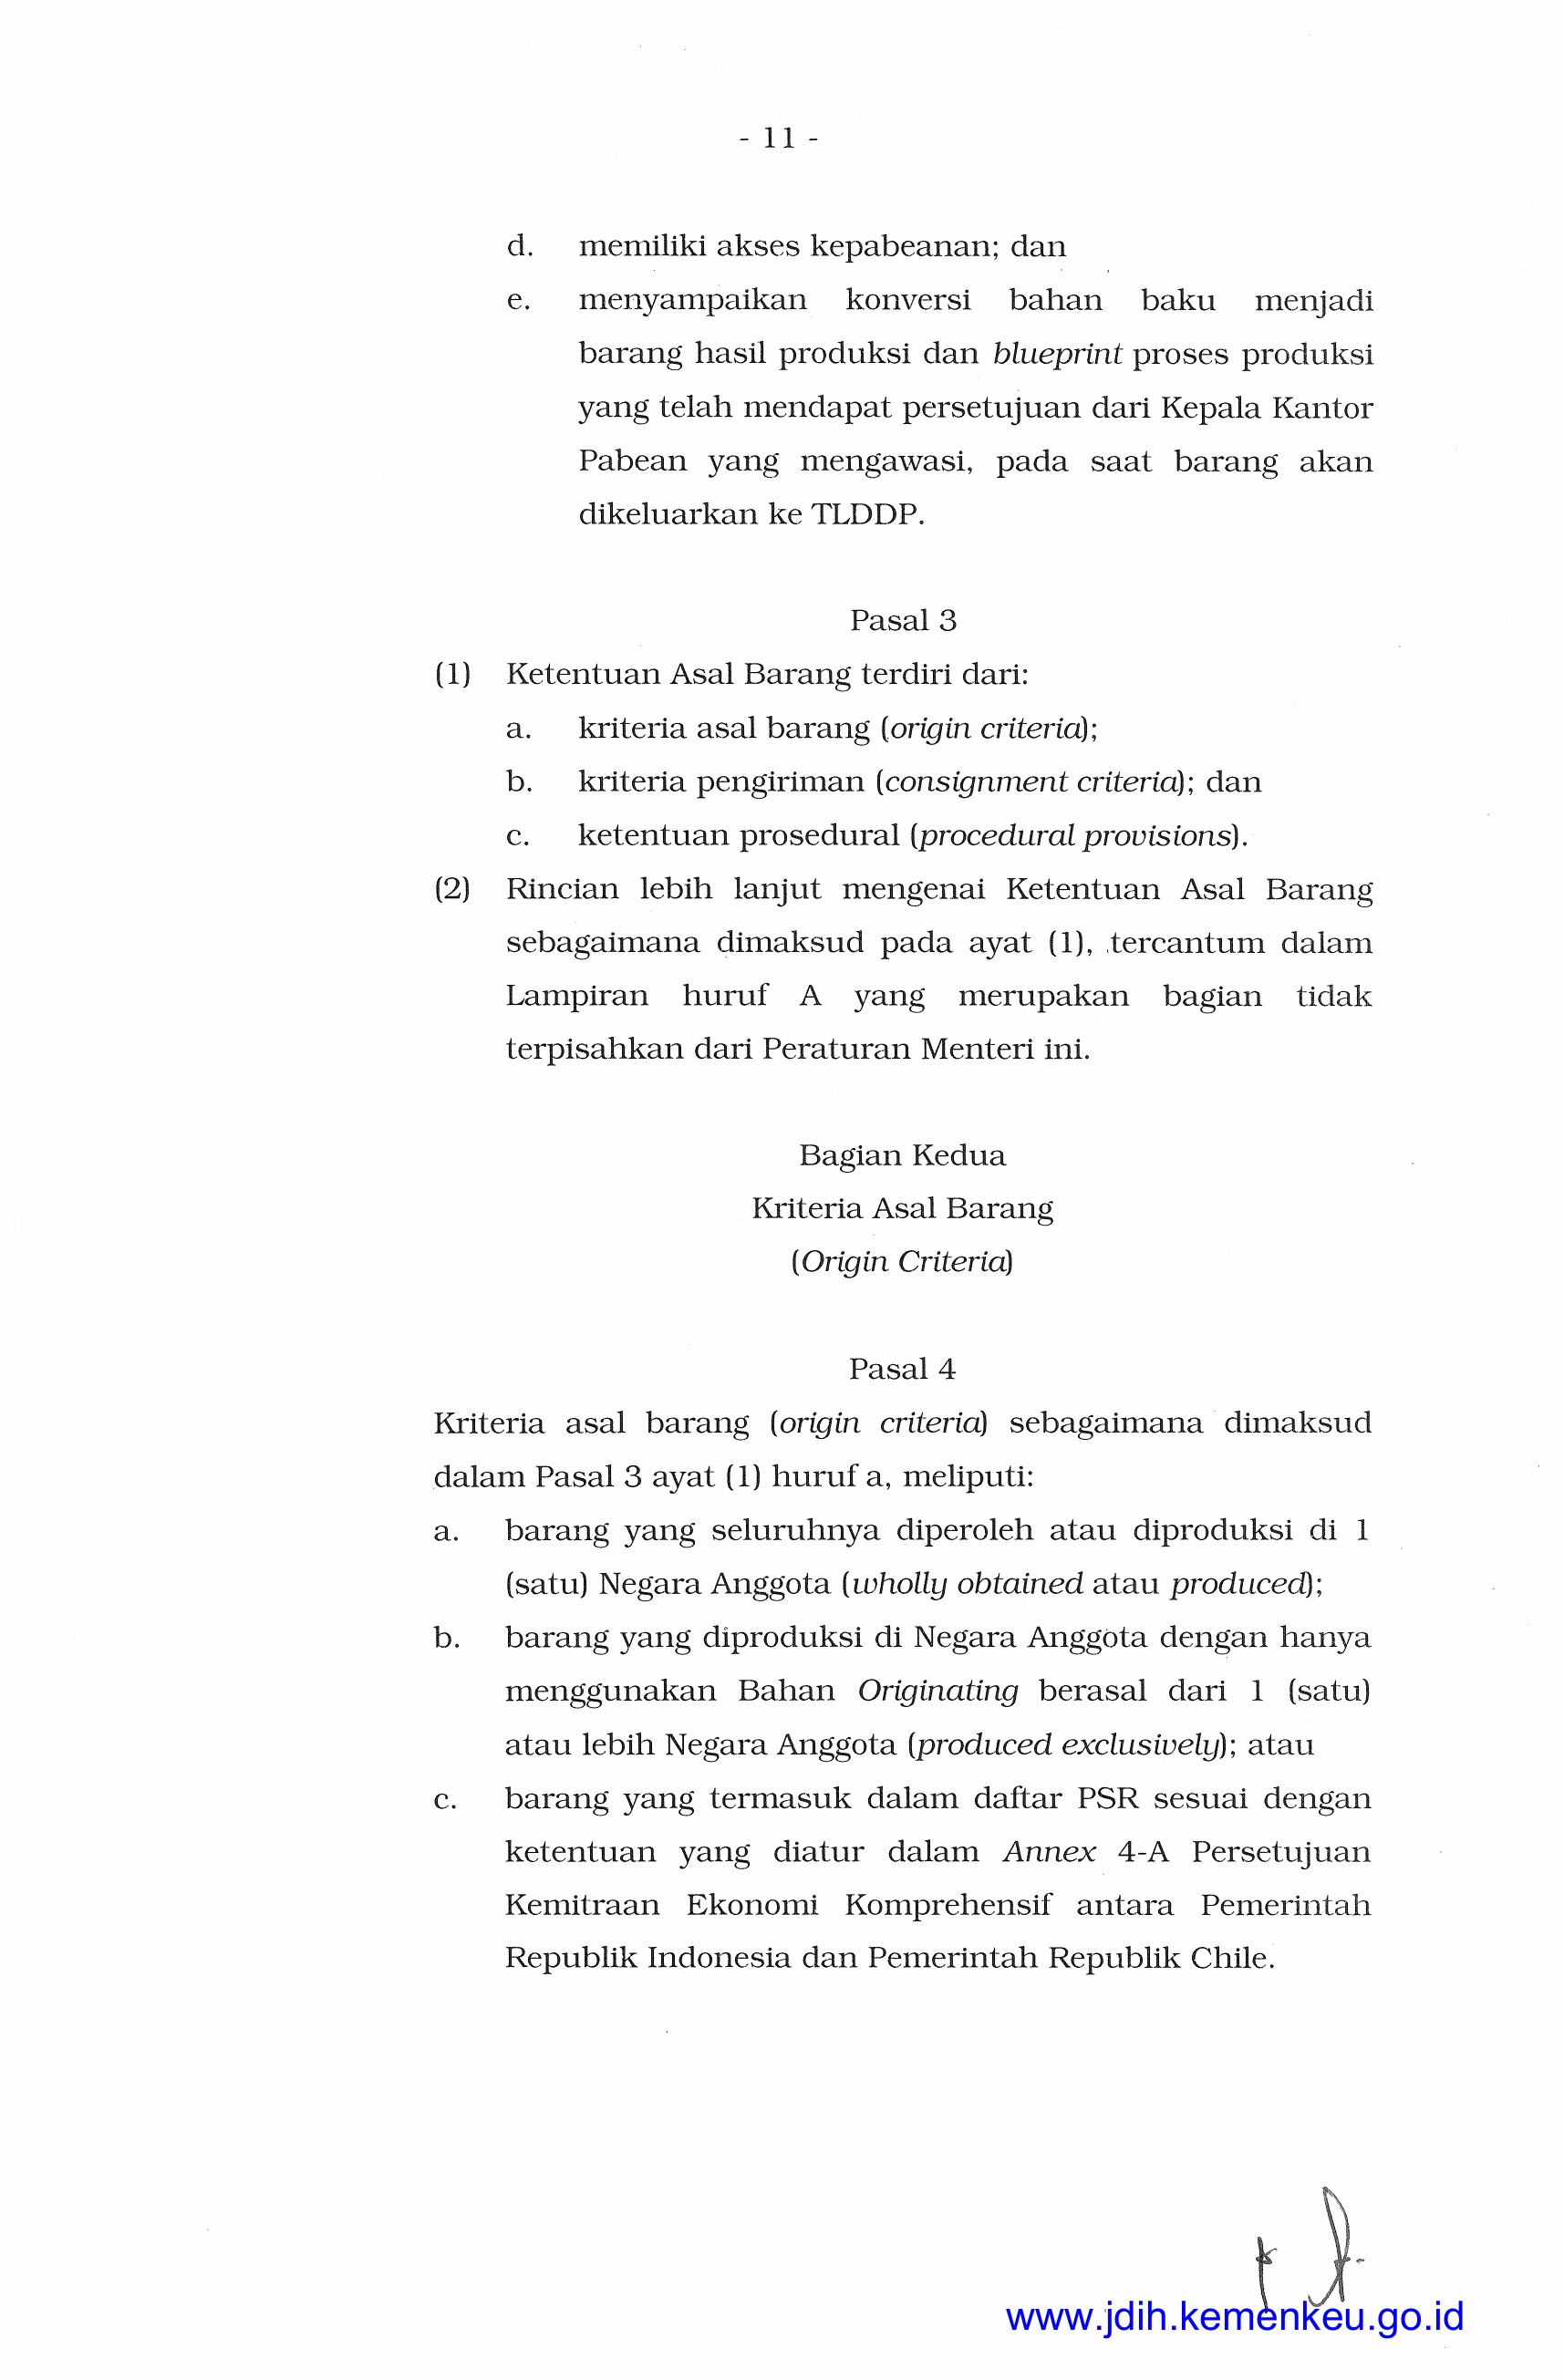 - 11 -
d. memiliki akses kepabeanan; dan
e. menyampaikan konversi bahan baku menjadi
barang hasil produksi dan blueprint proses produksi
yang telah mendapat persetujuan dari Kepala Kantor
Pabean yang mengawasi, pada saat barang akan
dikeluarkan ke TLDDP.
Pasal 3
(1) Ketentuan Asal Barang terdiri dari:
a. kriteria asal barang (origin criteria);
b. kriteria pengiriman (consignment criteria); dan
c. ketentuan prosedural (procedural provisions).
(2) Rincian lebih lanjut mengenai Ketentuan Asal Barang
sebagaimana dimaksud pada ayat (1), tercantum dalam
Lampiran huruf A yang merupakan bagian tidak
terpisahkan dari Peraturan Menteri ini.
Bagian Kedua
Kriteria Asal Barang
(Origin Criteria)
Pasal 4
Kriteria asal barang (origin criteria) sebagaimana dimaksud
dalam Pasal 3 ayat (1) huruf a, meliputi:
a. barang yang seluruhnya diperoleh atau diproduksi di 1
(satu) Negara Anggota (wholly obtained atau produced);
b. barang yang diproduksi di Negara Anggota dengan hanya
menggunakan Bahan Originating berasal dari 1 (satu)
atau lebih Negara Anggota (produced exclusively); atau
c. barang yang termasuk dalam daftar PSR sesuai dengan
ketentuan yang diatur dalam Annex 4-A Persetujuan
Kemitraan Ekonomi Komprehensif antara Pemerintah
Republik Indonesia dan Pemerintah Republik Chile.
www.jdih.kemenkeu.go.id